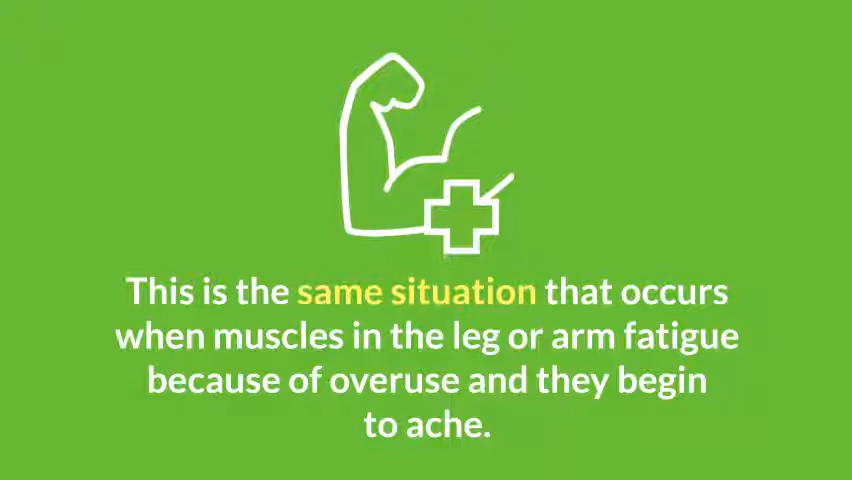 This is the same situation that occurs
when muscles in the leg or arm fatigue
because of overuse and they begin
to ache.